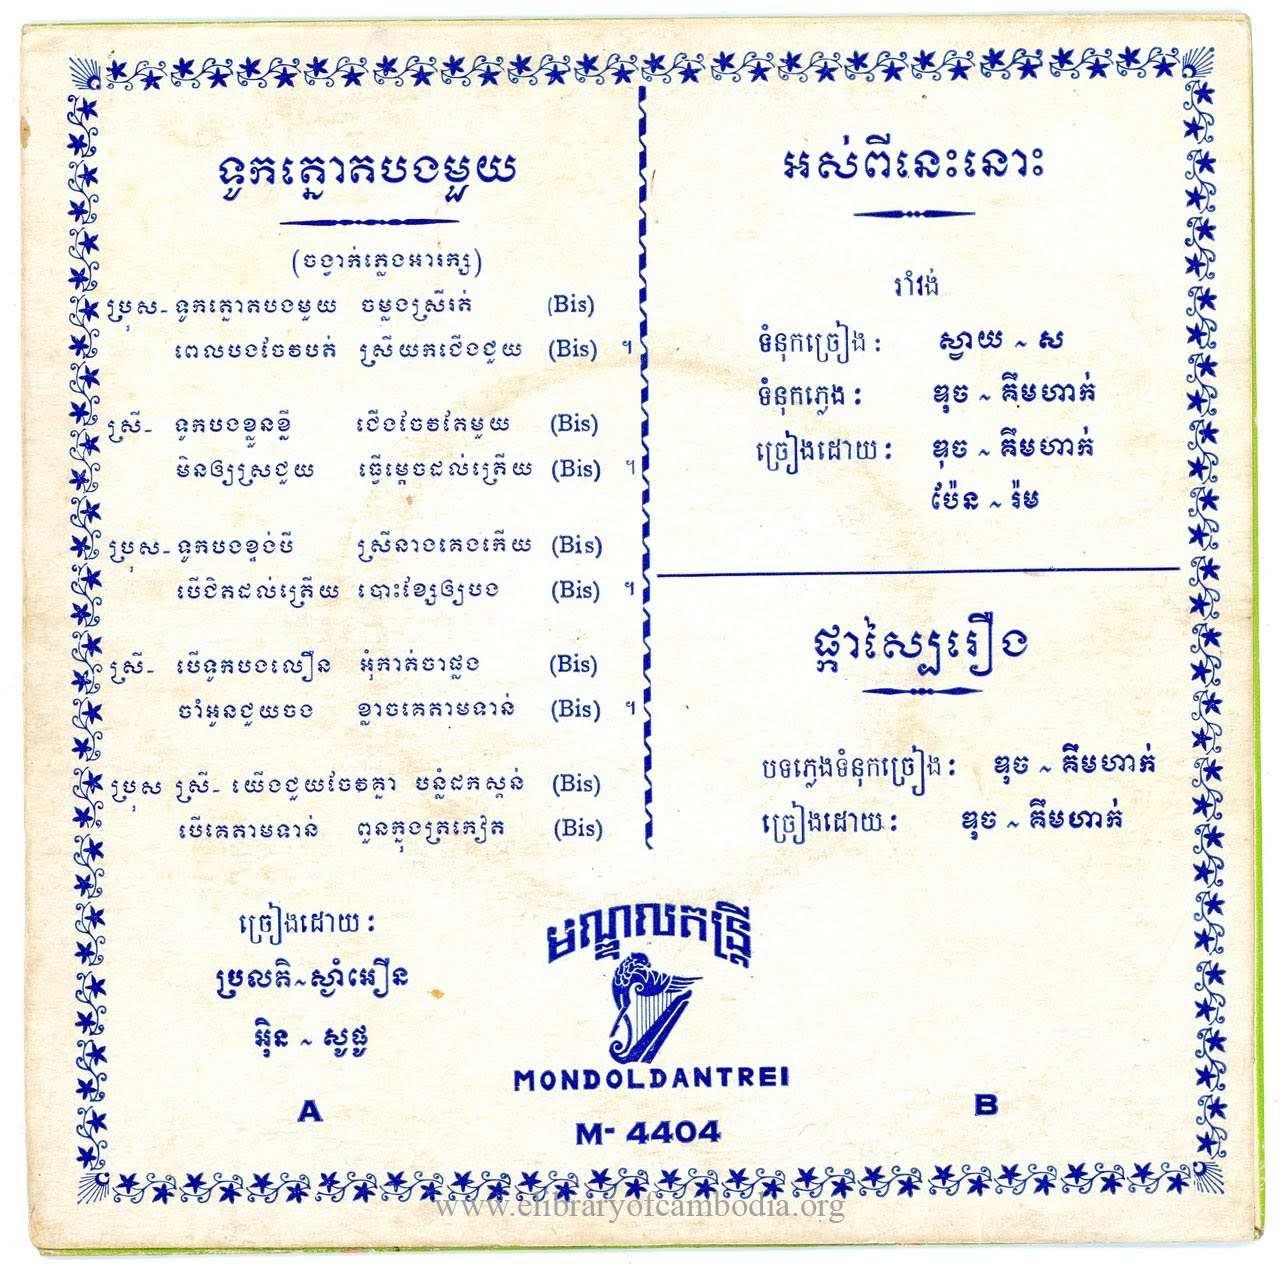 ទូកត្នោតបងមួយ
(ចង្វាក់ភ្លេងអារក្ស)
ប្រុស- ទូកត្នោតបងមួយ ចម្លងស្រីរត់ (Bis)
ពេលបងចែវបត់ ស្រីយកជើងជួយ (Bis) ។
ស្រី- ទូកបងខ្លួនខ្លី ជើងចែវតែមួយ (Bis)
មិនឲ្យស្រជួយ ធ្វើម្តេចដល់ត្រើយ (Bis) ។
ប្រុស- ទូកបងខ្ទង់បី ស្រីនាងគេងកើយ (Bis)
បើជិតដល់ត្រើយ បោះខ្សែឲ្យបង (Bis) ។
ស្រី- បើទូកបងលឿន អុំកាត់ចាផ្លូង (Bis)
ចាំអូនជួយចង ខ្លាចគេតាមទាន់ (Bis) ។
ប្រុស ស្រី- យើងជួយចែវគ្នា បន្លំដកស្តន់ (Bis)
បើគេតាមទាន់ ពួនក្នុងត្រកៀត (Bis)
ច្រៀងដោយ :
ប្រលតិ~ស្ងាំអឿន
អ៊ិន ~ សូផូ
A
អស់ពីនេះនោះ
រាំវង់
ទំនុកច្រៀង : ស្វាយ ~ ស
ទំនុកភ្លេង : ឌុច ~ គឹមហាក់
ច្រៀងដោយ : ឌុច ~ គឹមហាក់
ប៉ែន ~ រ៉ម
ផ្កាស្បៃរឿង
បទភ្លេងទំនុកច្រៀង : ឌុច ~ គឹមហាក់
ច្រៀងដោយ : ឌុច ~ គឹមហាក់
B
មណ្ឌលតន្ត្រី
MONDOLDANTREI
M- 4404
www.elibraryofcambodia.org